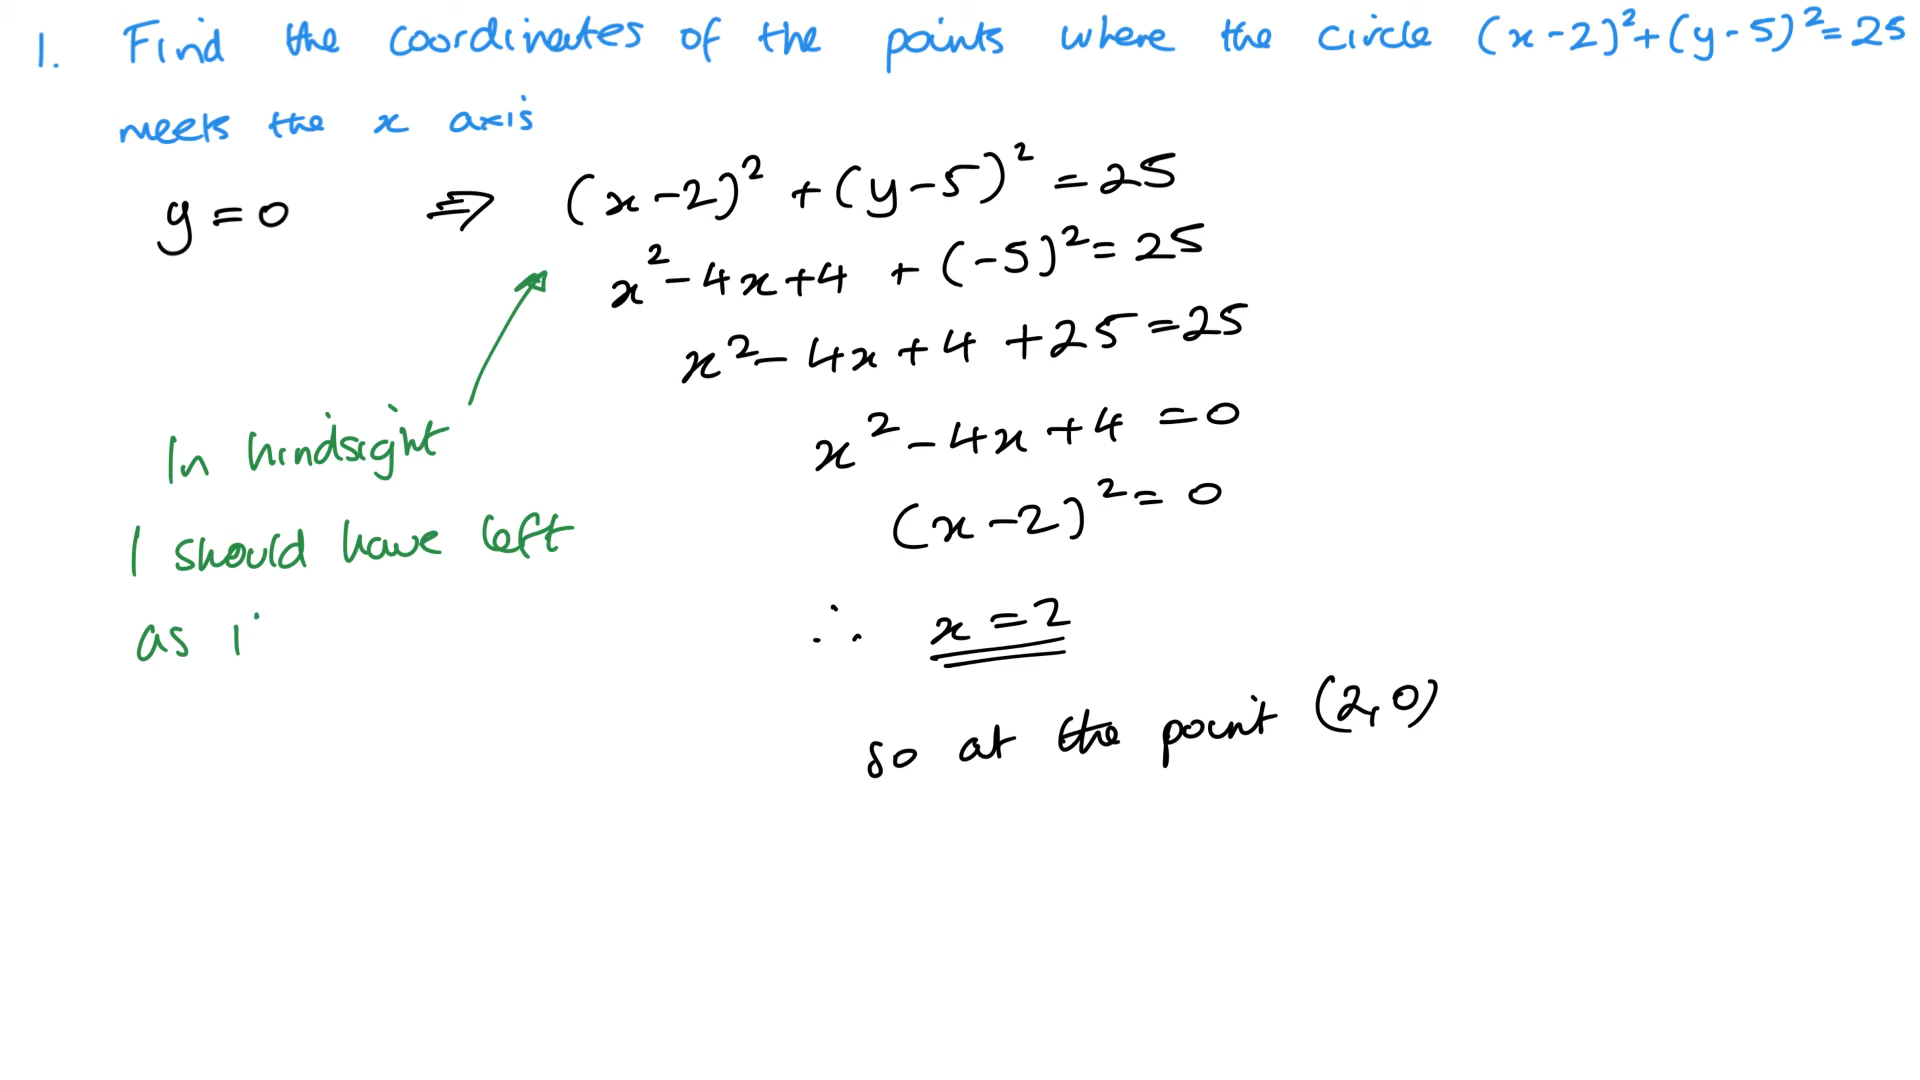 1. Find the coordinates of the points where the circle (x-2)²+(y-5)²=25
meets the x axis
y=0 ⇒ (x-2)²+(y-5)²=25
x²-4x+4+(-5)²=25
x²-4x+4+25=25
x²-4x+4=0
(x-2)²=0
∴ x=2
so at the point (2,0)
In hindsight
I should have left
as i